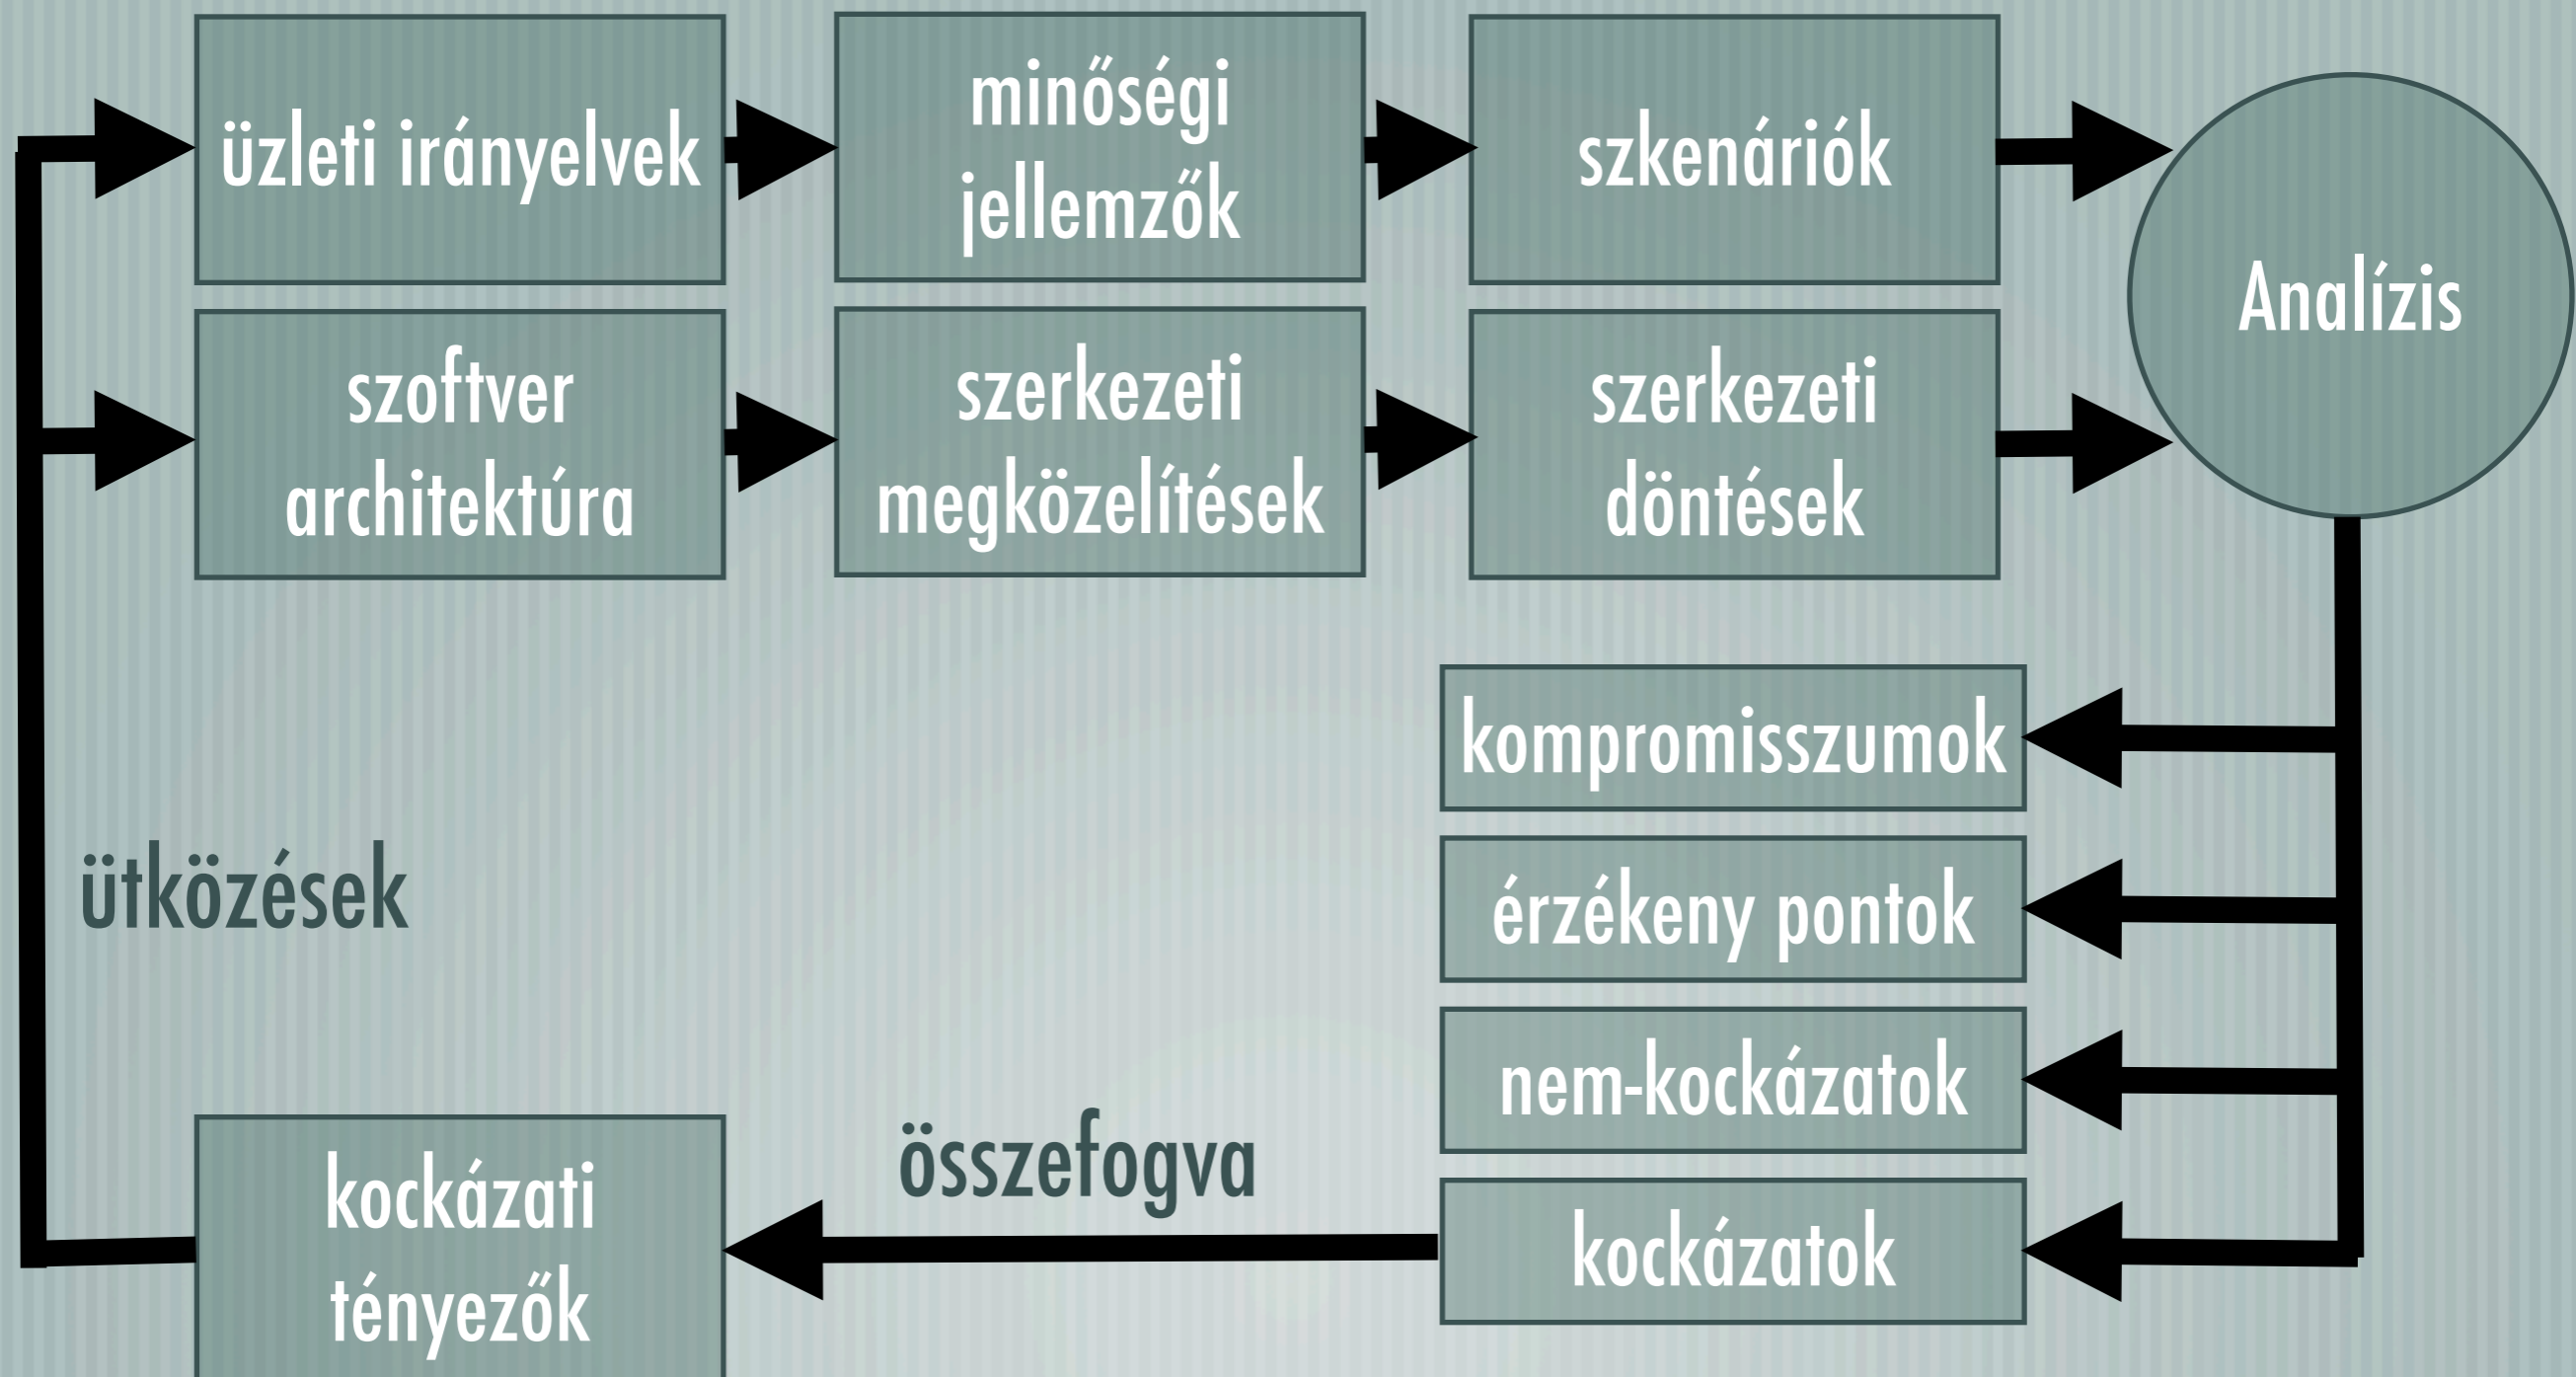 üzleti irányelvek
minőségi
jellemzők
szkenáriók
Analízis
szoftver
architektúra
szerkezeti
megközelítések
szerkezeti
döntések
kompromisszumok
érzékeny pontok
nem-kockázatok
kockázatok
ütközések
összefogva
kockázati
tényezők